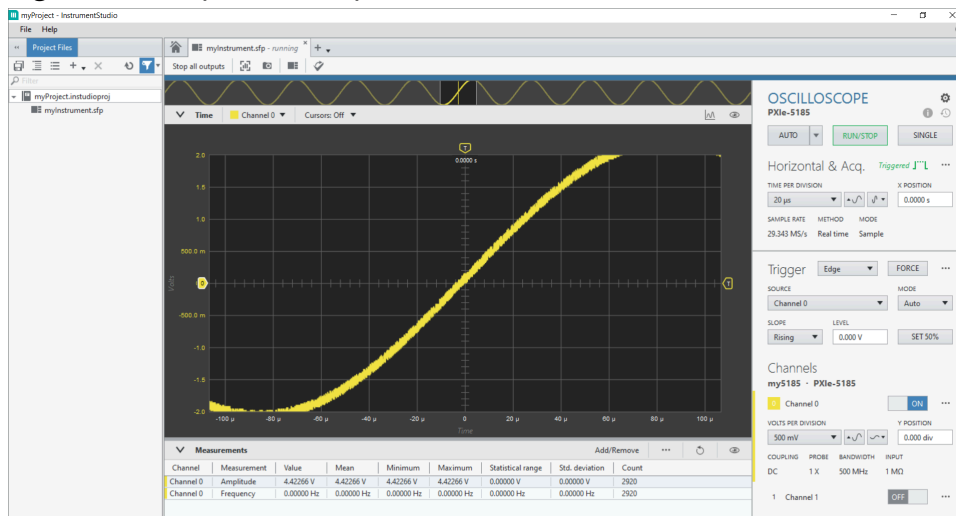 myProject - InstrumentStudio
File Help
Project Files
myInstrument.sfp - running
Stop all outputs
Filter
myProject.instudioproj
myInstrument.sfp
Time Channel 0 Cursors: Off
T
0.0000 s
2.0
1.5
1.0
500.0 m
0
T
-500.0 m
-1.0
-1.5
-2.0
Volts
-100 µ -80 µ -60 µ -40 µ -20 µ 0 20 µ 40 µ 60 µ 80 µ 100 µ
Time
Measurements Add/Remove
Channel Measurement Value Mean Minimum Maximum Statistical range Std. deviation Count
Channel 0 Amplitude 4.42266 V 4.42266 V 4.42266 V 4.42266 V 0.00000 V 0.00000 V 2920
Channel 0 Frequency 0.00000 Hz 0.00000 Hz 0.00000 Hz 0.00000 Hz 0.00000 Hz 0.00000 Hz 2920
OSCILLOSCOPE
PXIe-5185
AUTO RUN/STOP SINGLE
Horizontal & Acq. Triggered
TIME PER DIVISION X POSITION
20 µs 0.0000 s
SAMPLE RATE METHOD MODE
29.343 MS/s Real time Sample
Trigger Edge FORCE
SOURCE MODE
Channel 0 Auto
SLOPE LEVEL
Rising 0.000 V SET 50%
Channels
my5185 · PXIe-5185
0 Channel 0 ON
VOLTS PER DIVISION Y POSITION
500 mV 0.000 div
COUPLING PROBE BANDWIDTH INPUT
DC 1 X 500 MHz 1 MΩ
1 Channel 1 OFF